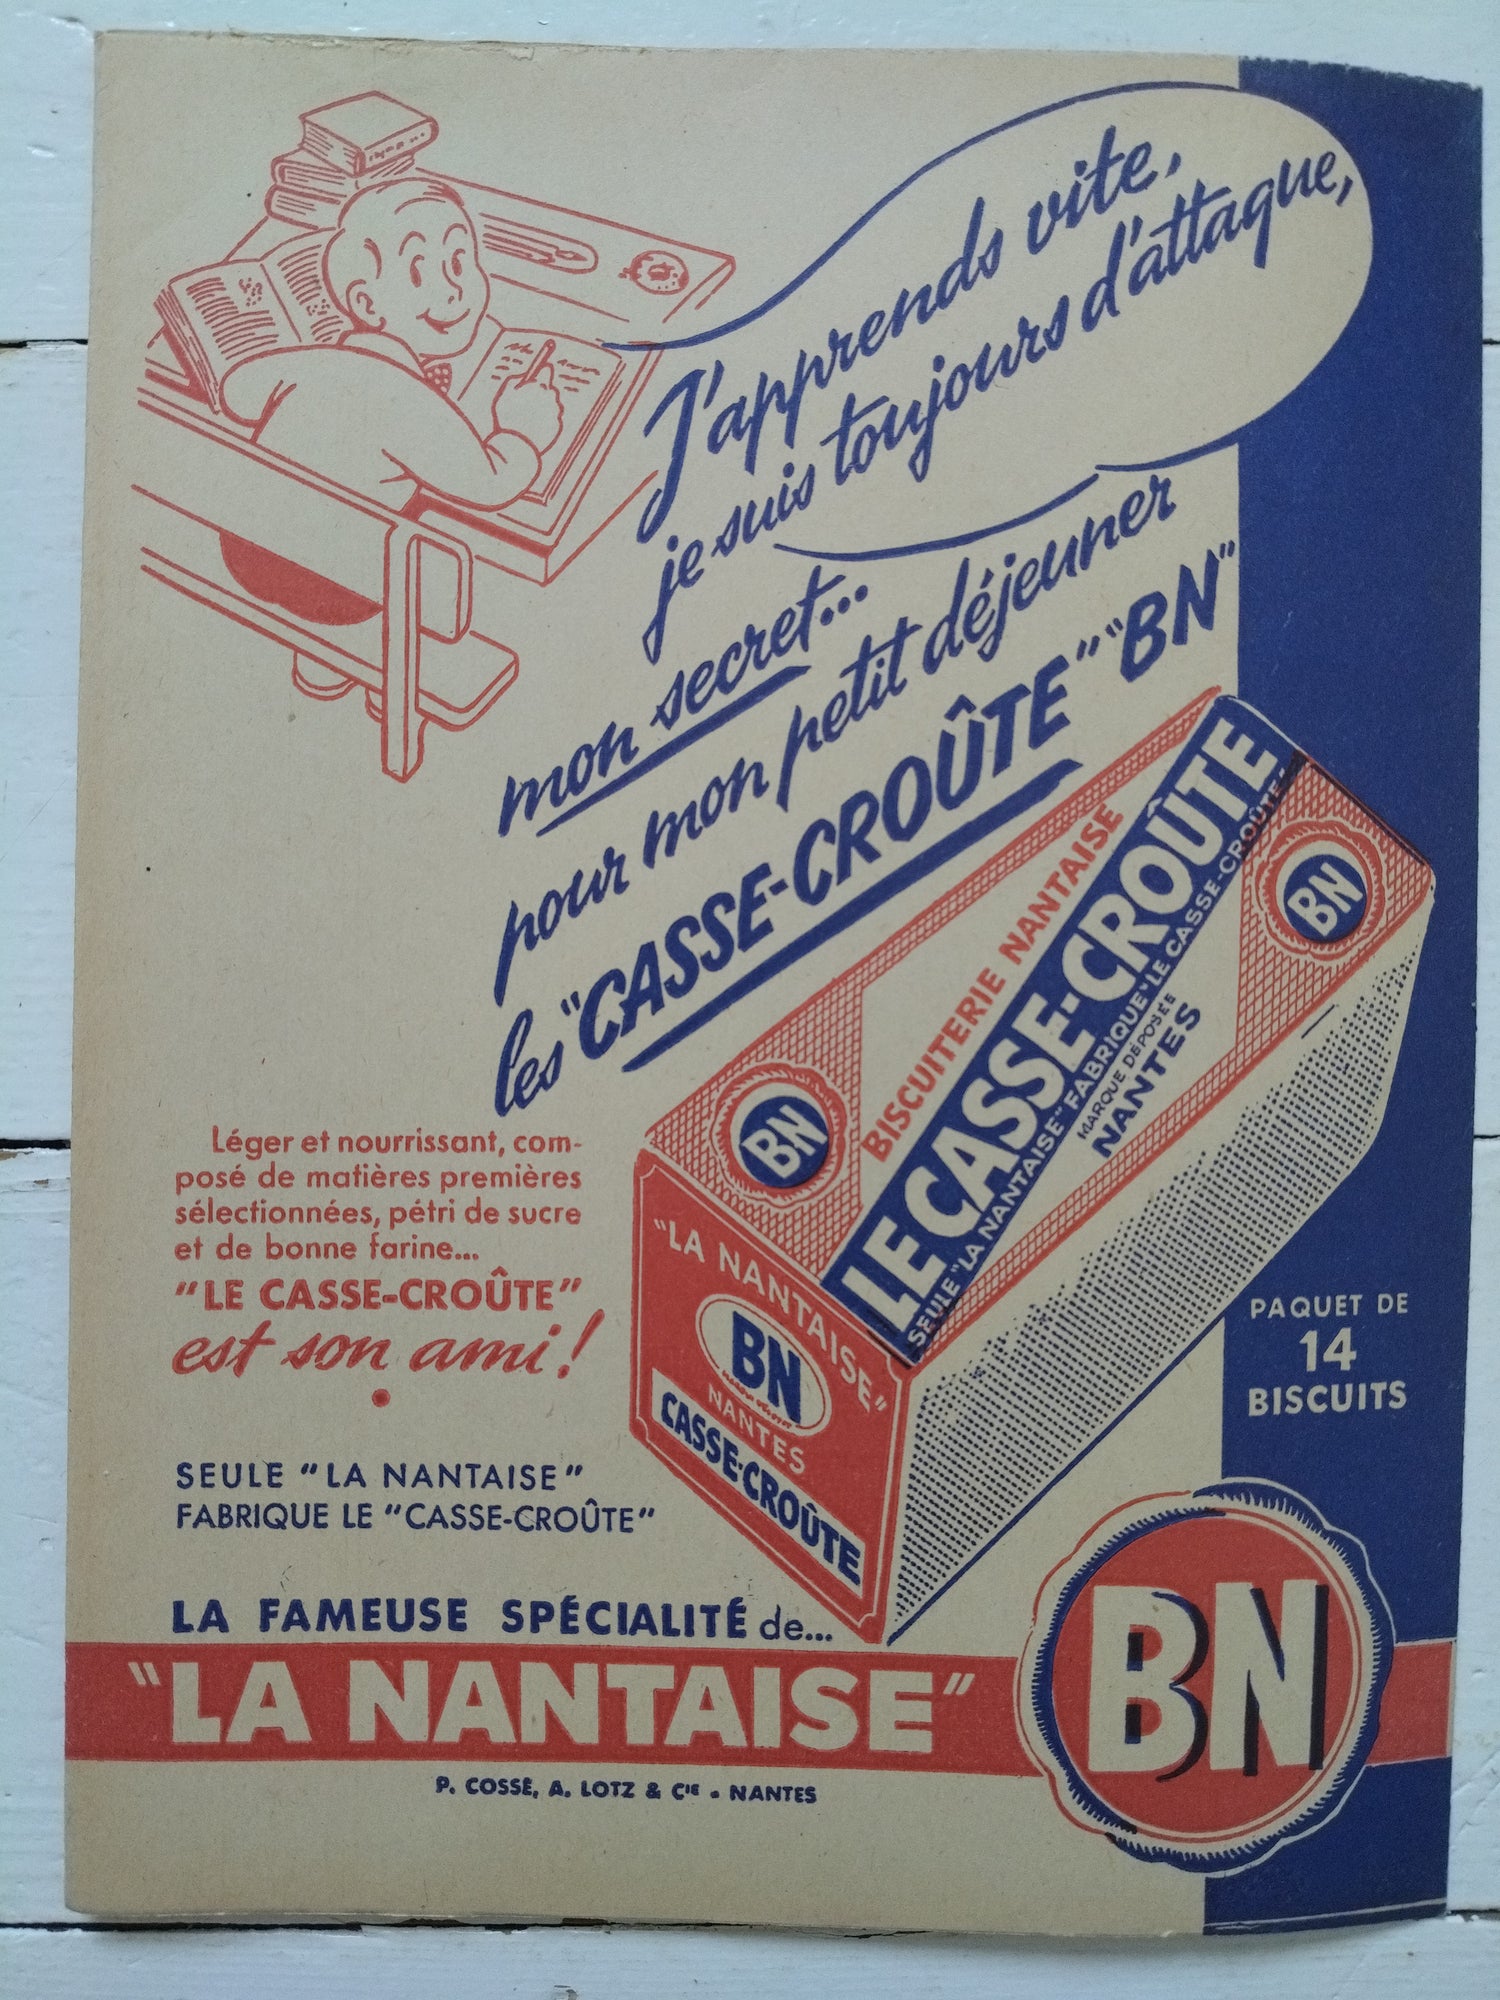 J'apprends vite,
je suis toujours d'attaque,
mon secret...
pour mon petit déjeuner
les "CASSE-CROÛTE" "BN"
BISCUITERIE NANTAISE
LE CASSE-CROÛTE
SEULE "LA NANTAISE" FABRIQUE "LE CASSE-CROÛTE"
MARQUE DÉPOSÉE
NANTES
BN
BN
"LA NANTAISE"
BN
NANTES
CASSE-CROÛTE
Léger et nourrissant, com-
posé de matières premières
sélectionnées, pétri de sucre
et de bonne farine...
"LE CASSE-CROÛTE"
est son ami !
SEULE "LA NANTAISE"
FABRIQUE LE "CASSE-CROÛTE"
PAQUET DE
14
BISCUITS
LA FAMEUSE SPÉCIALITÉ de...
"LA NANTAISE"
BN
P. COSSÉ, A. LOTZ & Cie - NANTES